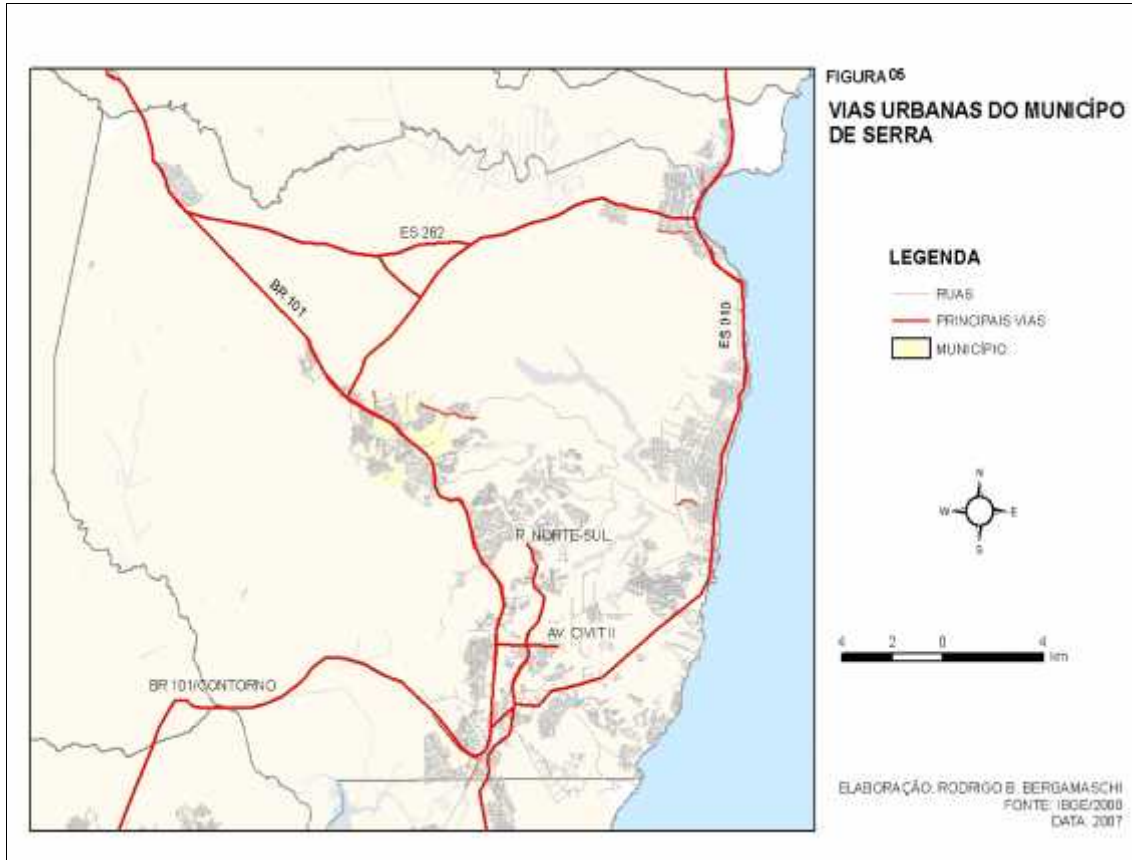 FIGURA 05
VIAS URBANAS DO MUNICÍPO
DE SERRA
ES 262
BR 101
ES 010
R. NORTE-SUL
AV. CIVIT II
BR 101/CONTORNO
LEGENDA
RUAS
PRINCIPAIS VIAS
MUNICÍPIO
N
W
E
S
4 2 0 4
km
ELABORAÇÃO: RODRIGO B. BERGAMASCHI
FONTE: IBGE/2000
DATA: 2007